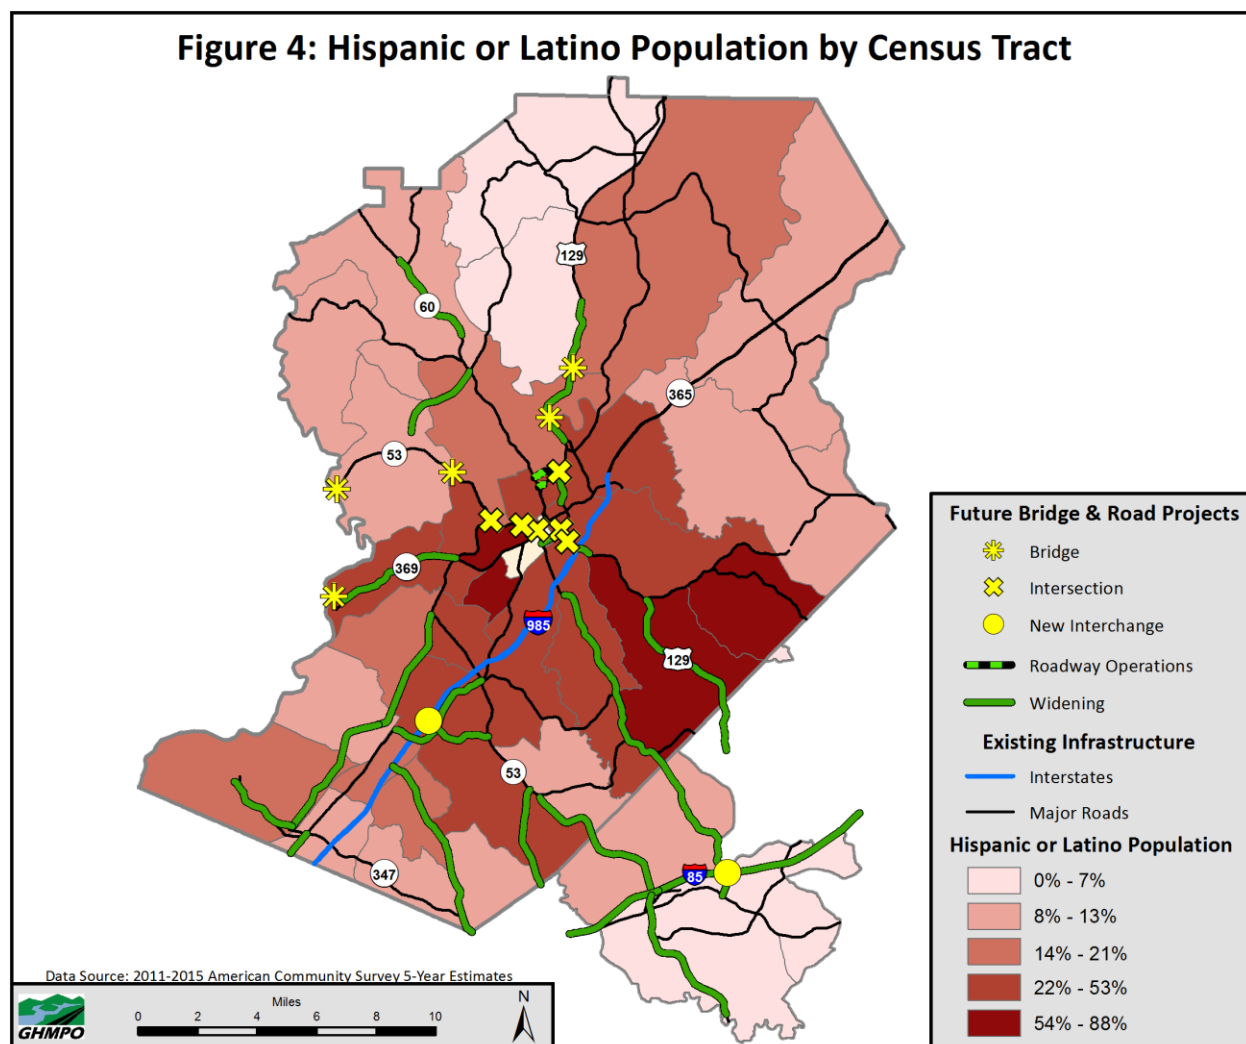 Figure 4: Hispanic or Latino Population by Census Tract
129
60
365
53
369
985
129
53
85
347
Future Bridge & Road Projects
Bridge
Intersection
New Interchange
Roadway Operations
Widening
Existing Infrastructure
Interstates
Major Roads
Hispanic or Latino Population
0% - 7%
8% - 13%
14% - 21%
22% - 53%
54% - 88%
Data Source: 2011-2015 American Community Survey 5-Year Estimates
GHMPO
Miles
0 2 4 6 8 10
N